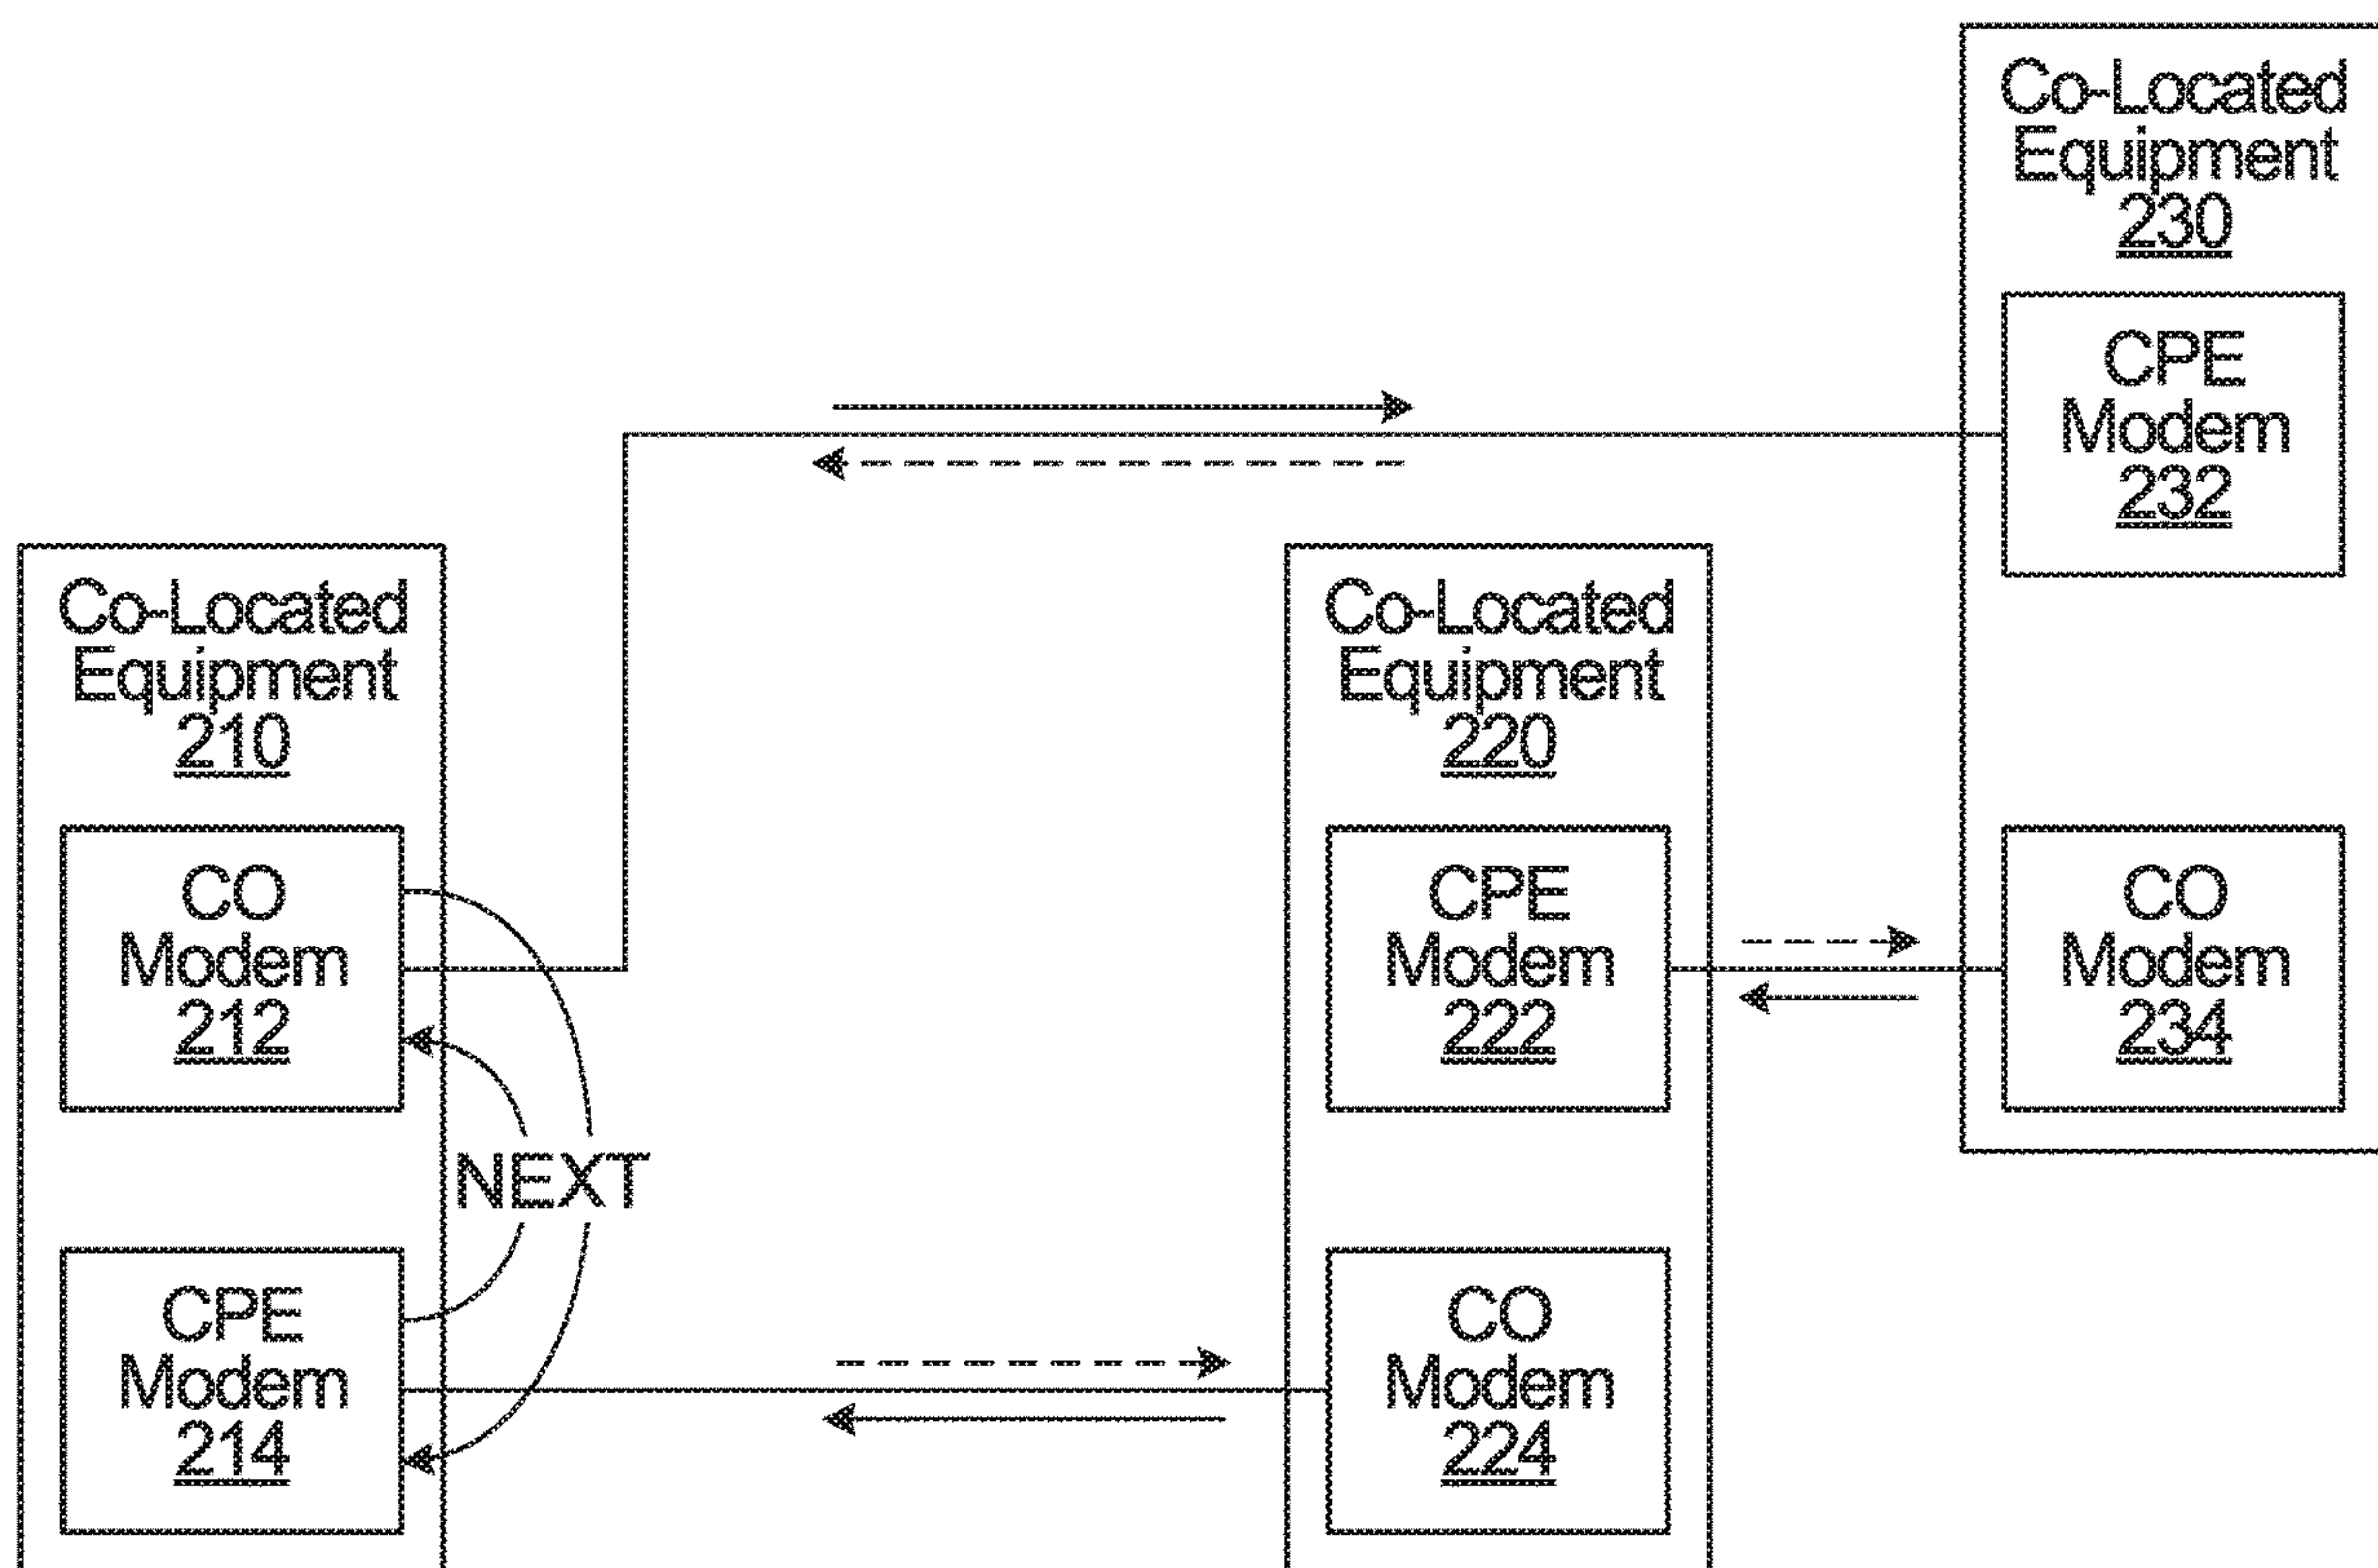 Co-Located
Equipment
230
CPE
Modem
232
CO
Modem
234
Co-Located
Equipment
210
CO
Modem
212
NEXT
CPE
Modem
214
Co-Located
Equipment
220
CPE
Modem
222
CO
Modem
224